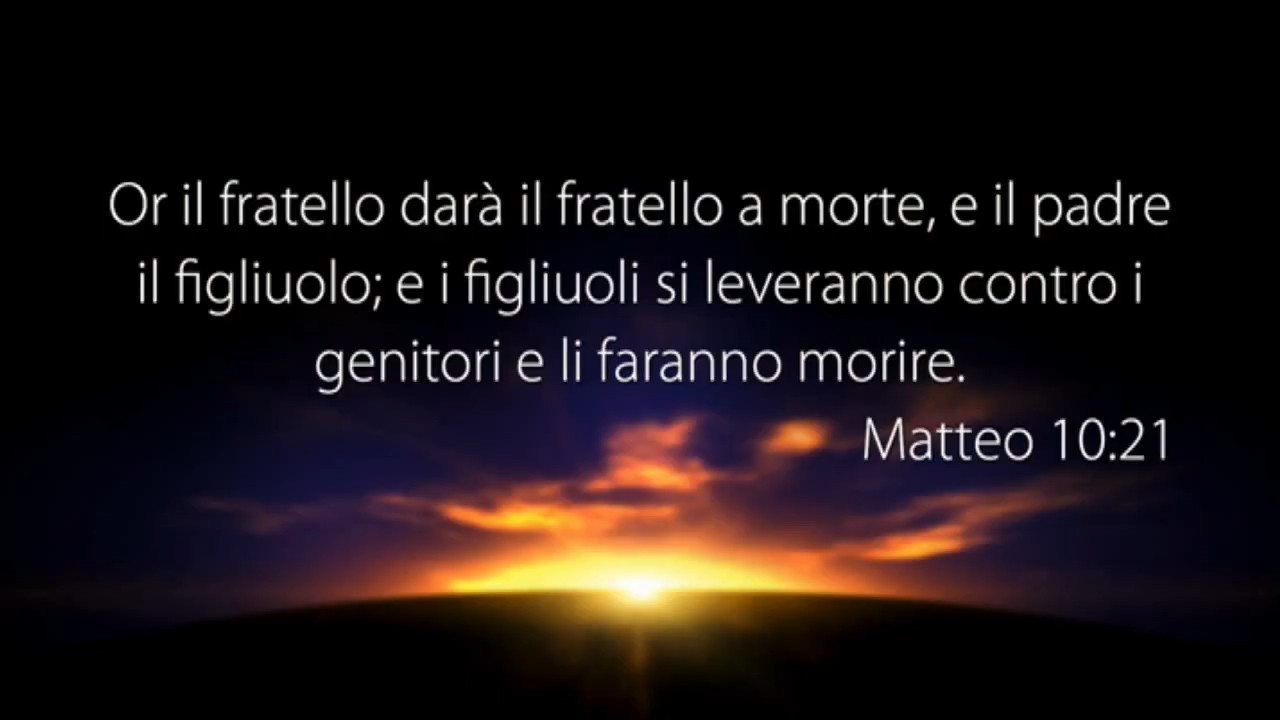 Or il fratello darà il fratello a morte, e il padre
il figliuolo; e i figliuoli si leveranno contro i
genitori e li faranno morire.
Matteo 10:21